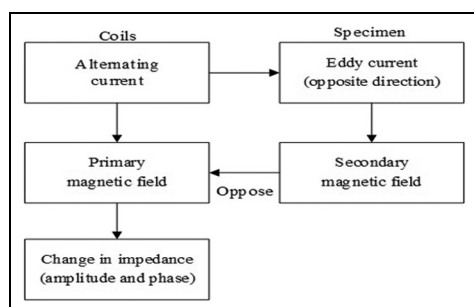 Coils
Specimen
Alternating
current
Eddy current
(opposite direction)
Primary
magnetic field
Oppose
Secondary
magnetic field
Change in impedance
(amplitude and phase)